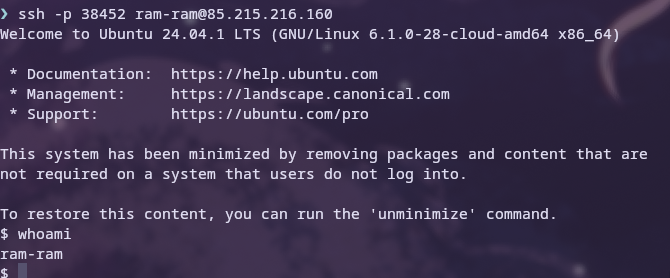 ❯ ssh -p 38452 ram-ram@85.215.216.160
Welcome to Ubuntu 24.04.1 LTS (GNU/Linux 6.1.0-28-cloud-amd64 x86_64)

 * Documentation:  https://help.ubuntu.com
 * Management:     https://landscape.canonical.com
 * Support:        https://ubuntu.com/pro

This system has been minimized by removing packages and content that are
not required on a system that users do not log into.

To restore this content, you can run the 'unminimize' command.
$ whoami
ram-ram
$